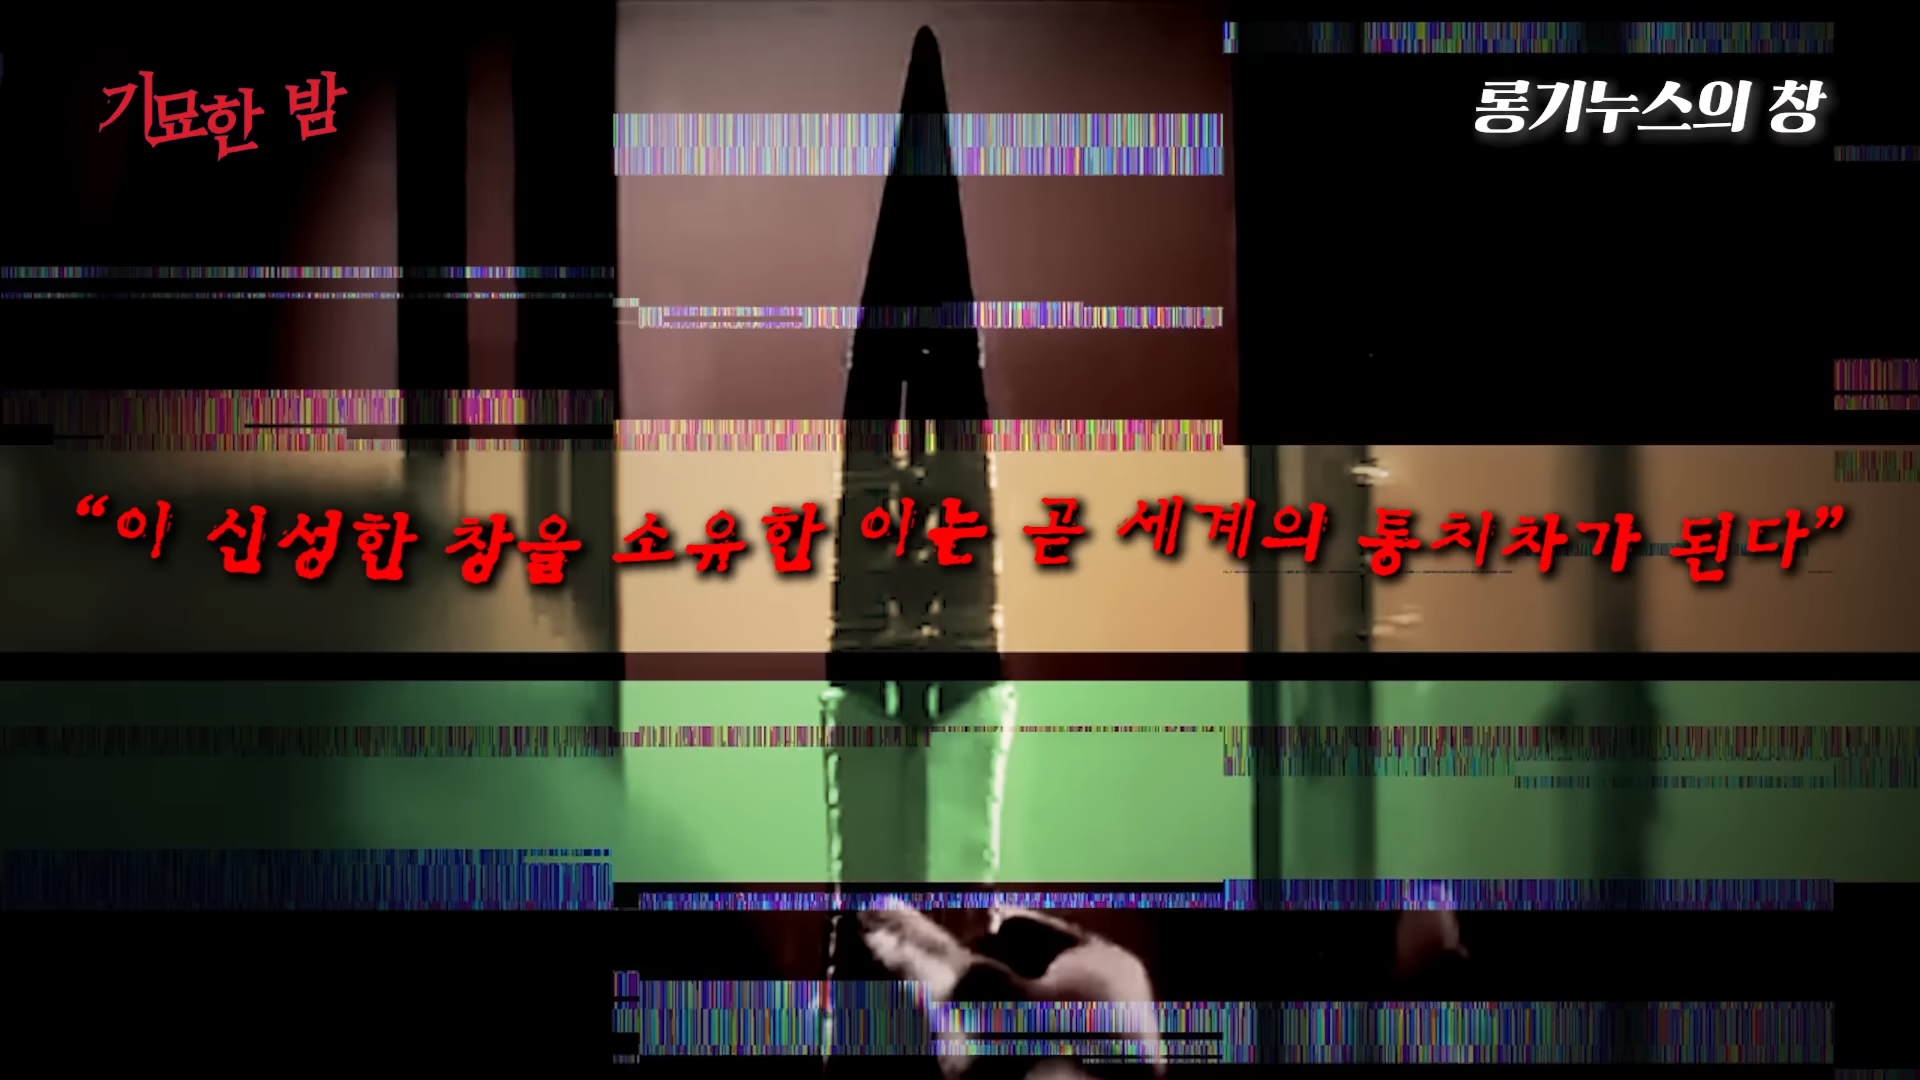 기묘한 밤
롱기누스의 창
“이 신성한 창을 소유한 이는 곧 세계의 통치차가 된다”